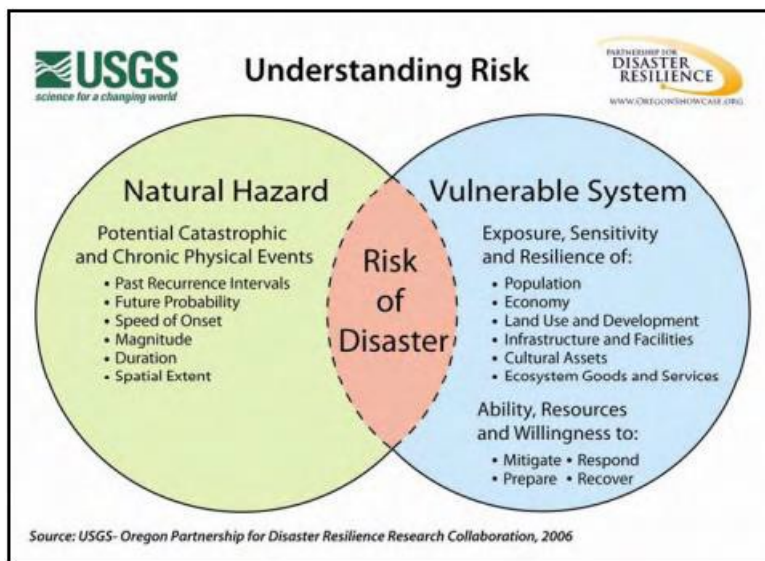 USGS
science for a changing world
Understanding Risk
PARTNERSHIP FOR
DISASTER
RESILIENCE
WWW.OREGONSHOWCASE.ORG
Natural Hazard
Potential Catastrophic
and Chronic Physical Events
• Past Recurrence Intervals
• Future Probability
• Speed of Onset
• Magnitude
• Duration
• Spatial Extent
Risk
of
Disaster
Vulnerable System
Exposure, Sensitivity
and Resilience of:
• Population
• Economy
• Land Use and Development
• Infrastructure and Facilities
• Cultural Assets
• Ecosystem Goods and Services
Ability, Resources
and Willingness to:
• Mitigate • Respond
• Prepare • Recover
Source: USGS- Oregon Partnership for Disaster Resilience Research Collaboration, 2006